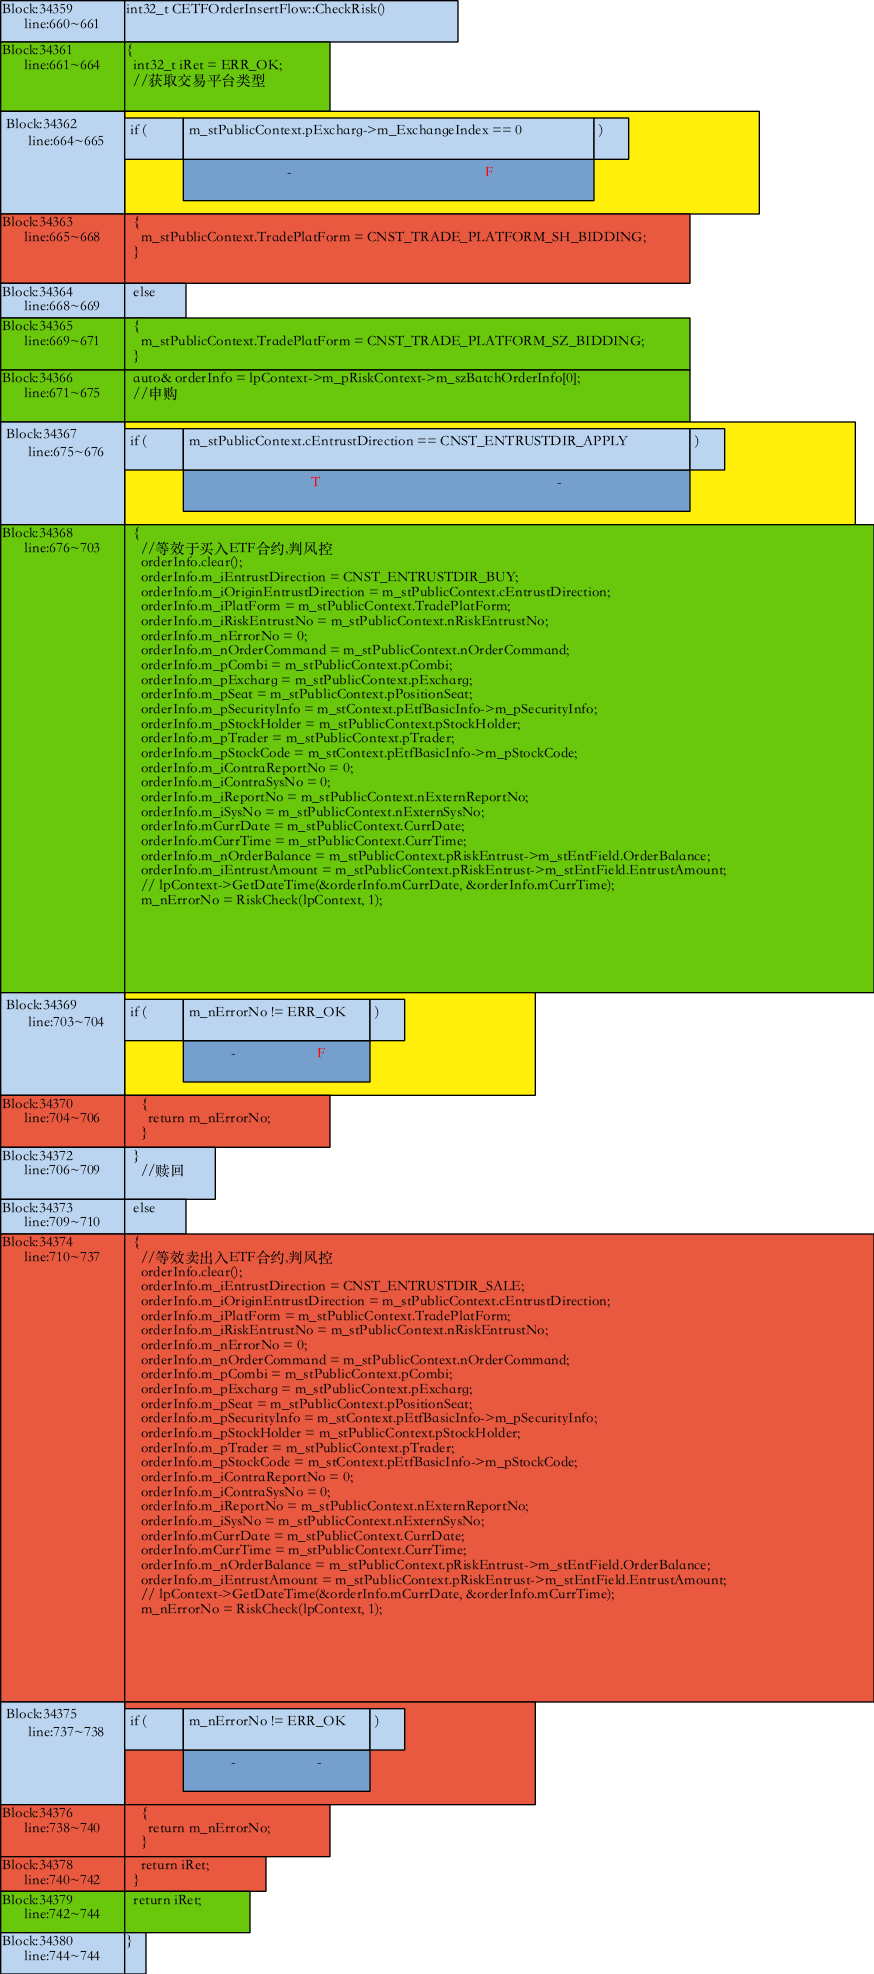 Block:34359
line:660~661
int32_t CETFOrderInsertFlow::CheckRisk()
Block:34361
line:661~664
{
int32_t iRet = ERR_OK;
//获取交易平台类型
Block:34362
line:664~665
if ( m_stPublicContext.pExcharg->m_ExchangeIndex == 0 )
- F
Block:34363
line:665~668
{
m_stPublicContext.TradePlatForm = CNST_TRADE_PLATFORM_SH_BIDDING;
}
Block:34364
line:668~669
else
Block:34365
line:669~671
{
m_stPublicContext.TradePlatForm = CNST_TRADE_PLATFORM_SZ_BIDDING;
}
Block:34366
line:671~675
auto& orderInfo = lpContext->m_pRiskContext->m_szBatchOrderInfo[0];
//申购
Block:34367
line:675~676
if ( m_stPublicContext.cEntrustDirection == CNST_ENTRUSTDIR_APPLY )
T -
Block:34368
line:676~703
{
//等效于买入ETF合约,判风控
orderInfo.clear();
orderInfo.m_iEntrustDirection = CNST_ENTRUSTDIR_BUY;
orderInfo.m_iOriginEntrustDirection = m_stPublicContext.cEntrustDirection;
orderInfo.m_iPlatForm = m_stPublicContext.TradePlatForm;
orderInfo.m_iRiskEntrustNo = m_stPublicContext.nRiskEntrustNo;
orderInfo.m_nErrorNo = 0;
orderInfo.m_nOrderCommand = m_stPublicContext.nOrderCommand;
orderInfo.m_pCombi = m_stPublicContext.pCombi;
orderInfo.m_pExcharg = m_stPublicContext.pExcharg;
orderInfo.m_pSeat = m_stPublicContext.pPositionSeat;
orderInfo.m_pSecurityInfo = m_stContext.pEtfBasicInfo->m_pSecurityInfo;
orderInfo.m_pStockHolder = m_stPublicContext.pStockHolder;
orderInfo.m_pTrader = m_stPublicContext.pTrader;
orderInfo.m_pStockCode = m_stContext.pEtfBasicInfo->m_pStockCode;
orderInfo.m_iContraReportNo = 0;
orderInfo.m_iContraSysNo = 0;
orderInfo.m_iReportNo = m_stPublicContext.nExternReportNo;
orderInfo.m_iSysNo = m_stPublicContext.nExternSysNo;
orderInfo.mCurrDate = m_stPublicContext.CurrDate;
orderInfo.mCurrTime = m_stPublicContext.CurrTime;
orderInfo.m_nOrderBalance = m_stPublicContext.pRiskEntrust->m_stEntField.OrderBalance;
orderInfo.m_iEntrustAmount = m_stPublicContext.pRiskEntrust->m_stEntField.EntrustAmount;
// lpContext->GetDateTime(&orderInfo.mCurrDate, &orderInfo.mCurrTime);
m_nErrorNo = RiskCheck(lpContext, 1);
Block:34369
line:703~704
if ( m_nErrorNo != ERR_OK )
- F
Block:34370
line:704~706
{
return m_nErrorNo;
}
Block:34372
line:706~709
}
//赎回
Block:34373
line:709~710
else
Block:34374
line:710~737
{
//等效卖出入ETF合约,判风控
orderInfo.clear();
orderInfo.m_iEntrustDirection = CNST_ENTRUSTDIR_SALE;
orderInfo.m_iOriginEntrustDirection = m_stPublicContext.cEntrustDirection;
orderInfo.m_iPlatForm = m_stPublicContext.TradePlatForm;
orderInfo.m_iRiskEntrustNo = m_stPublicContext.nRiskEntrustNo;
orderInfo.m_nErrorNo = 0;
orderInfo.m_nOrderCommand = m_stPublicContext.nOrderCommand;
orderInfo.m_pCombi = m_stPublicContext.pCombi;
orderInfo.m_pExcharg = m_stPublicContext.pExcharg;
orderInfo.m_pSeat = m_stPublicContext.pPositionSeat;
orderInfo.m_pSecurityInfo = m_stContext.pEtfBasicInfo->m_pSecurityInfo;
orderInfo.m_pStockHolder = m_stPublicContext.pStockHolder;
orderInfo.m_pTrader = m_stPublicContext.pTrader;
orderInfo.m_pStockCode = m_stContext.pEtfBasicInfo->m_pStockCode;
orderInfo.m_iContraReportNo = 0;
orderInfo.m_iContraSysNo = 0;
orderInfo.m_iReportNo = m_stPublicContext.nExternReportNo;
orderInfo.m_iSysNo = m_stPublicContext.nExternSysNo;
orderInfo.mCurrDate = m_stPublicContext.CurrDate;
orderInfo.mCurrTime = m_stPublicContext.CurrTime;
orderInfo.m_nOrderBalance = m_stPublicContext.pRiskEntrust->m_stEntField.OrderBalance;
orderInfo.m_iEntrustAmount = m_stPublicContext.pRiskEntrust->m_stEntField.EntrustAmount;
// lpContext->GetDateTime(&orderInfo.mCurrDate, &orderInfo.mCurrTime);
m_nErrorNo = RiskCheck(lpContext, 1);
Block:34375
line:737~738
if ( m_nErrorNo != ERR_OK )
- -
Block:34376
line:738~740
{
return m_nErrorNo;
}
Block:34378
line:740~742
return iRet;
}
Block:34379
line:742~744
return iRet;
Block:34380
line:744~744
}